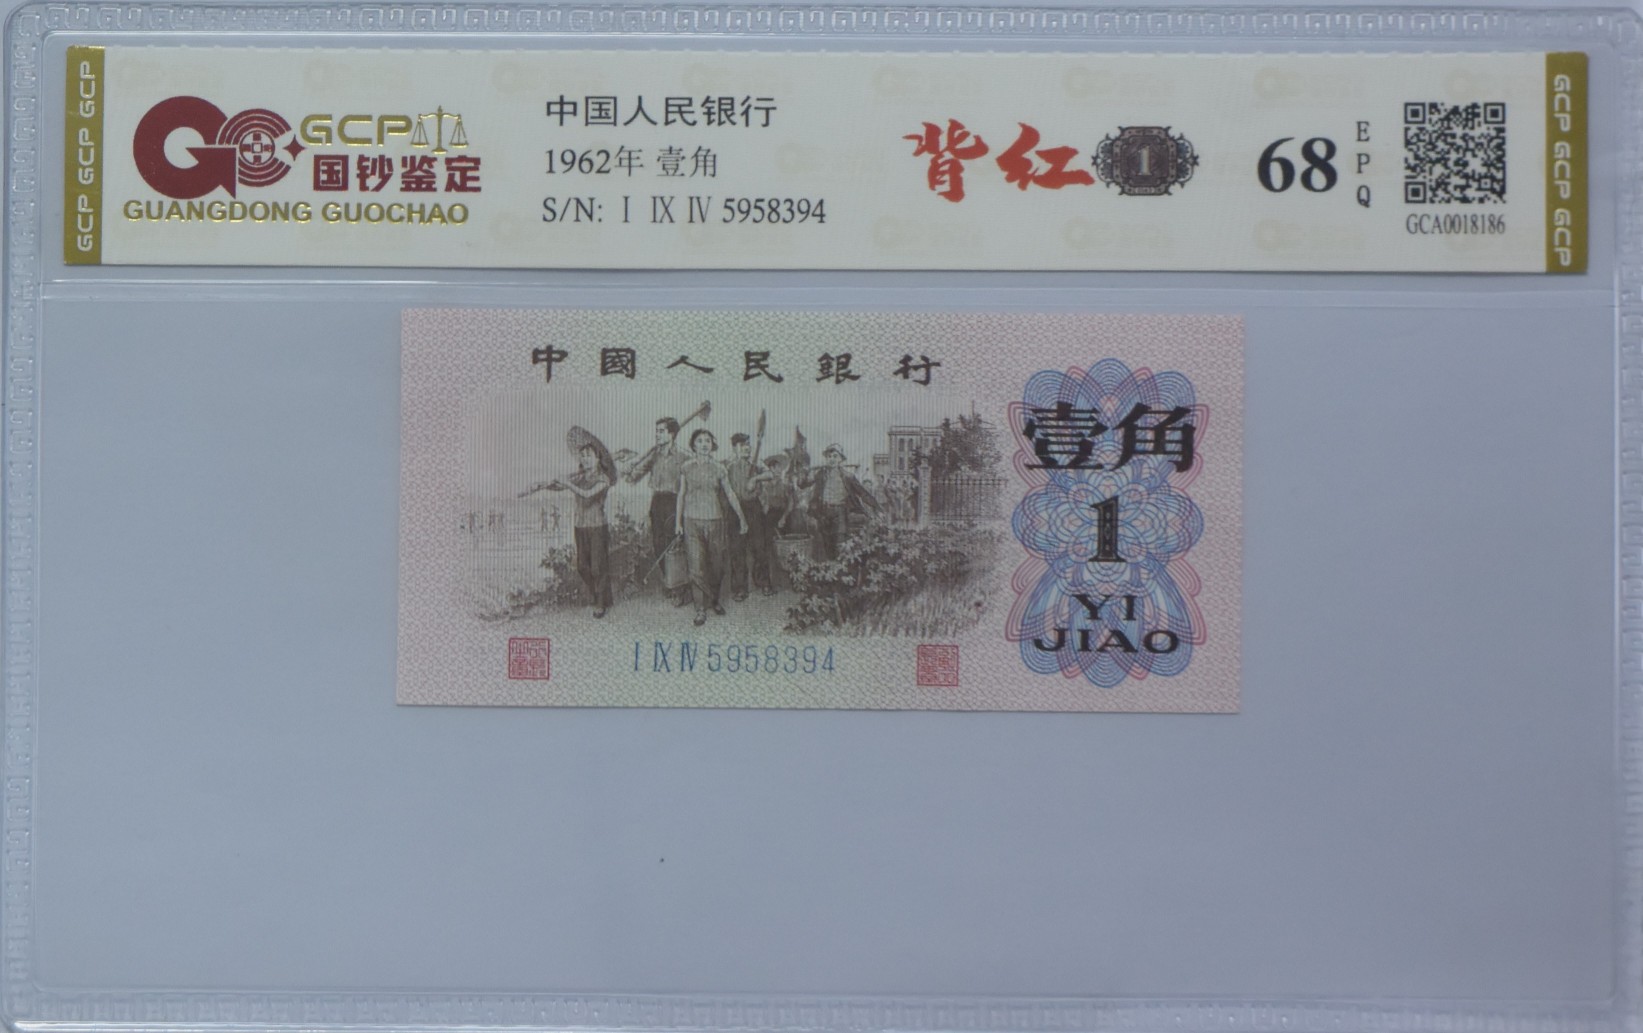 GCP GCP GCP
GCP
国钞鉴定
GUANGDONG GUOCHAO
中国人民银行
1962年 壹角
S/N: Ⅰ Ⅸ Ⅳ 5958394
背红
1
68
EPQ
GCA0018186
GCP GCP GCP
中國人民銀行
壹角
1
YI
JIAO
Ⅰ Ⅸ Ⅳ 5958394